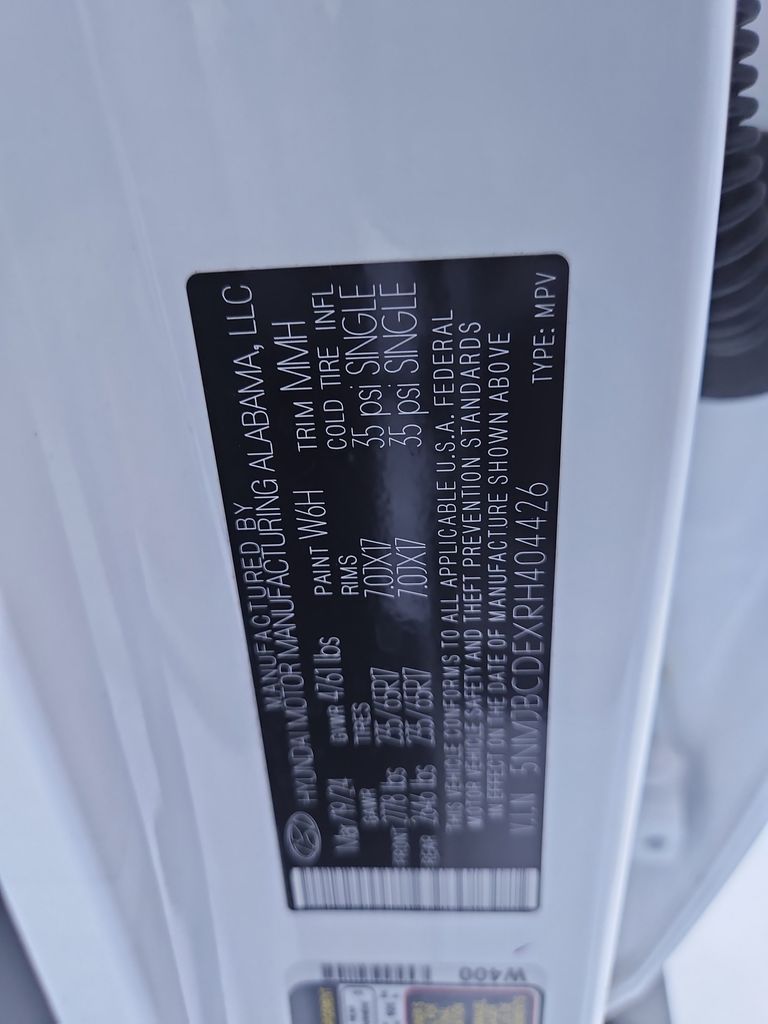 MANUFACTURED BY
HYUNDAI MOTOR MANUFACTURING ALABAMA, LLC
Mar/9/24 GVWR 4761 lbs PAINT W6H TRIM MMH
GAWR TIRES RIMS COLD TIRE INFL
FRONT 2778 lbs 235/65R17 7.0JX17 35 psi SINGLE
REAR 2646 lbs 235/65R17 7.0JX17 35 psi SINGLE
THIS VEHICLE CONFORMS TO ALL APPLICABLE U.S.A. FEDERAL
MOTOR VEHICLE SAFETY AND THEFT PREVENTION STANDARDS
IN EFFECT ON THE DATE OF MANUFACTURE SHOWN ABOVE
V.I.N 5NMJBCDEXRH404426 TYPE: MPV
W400